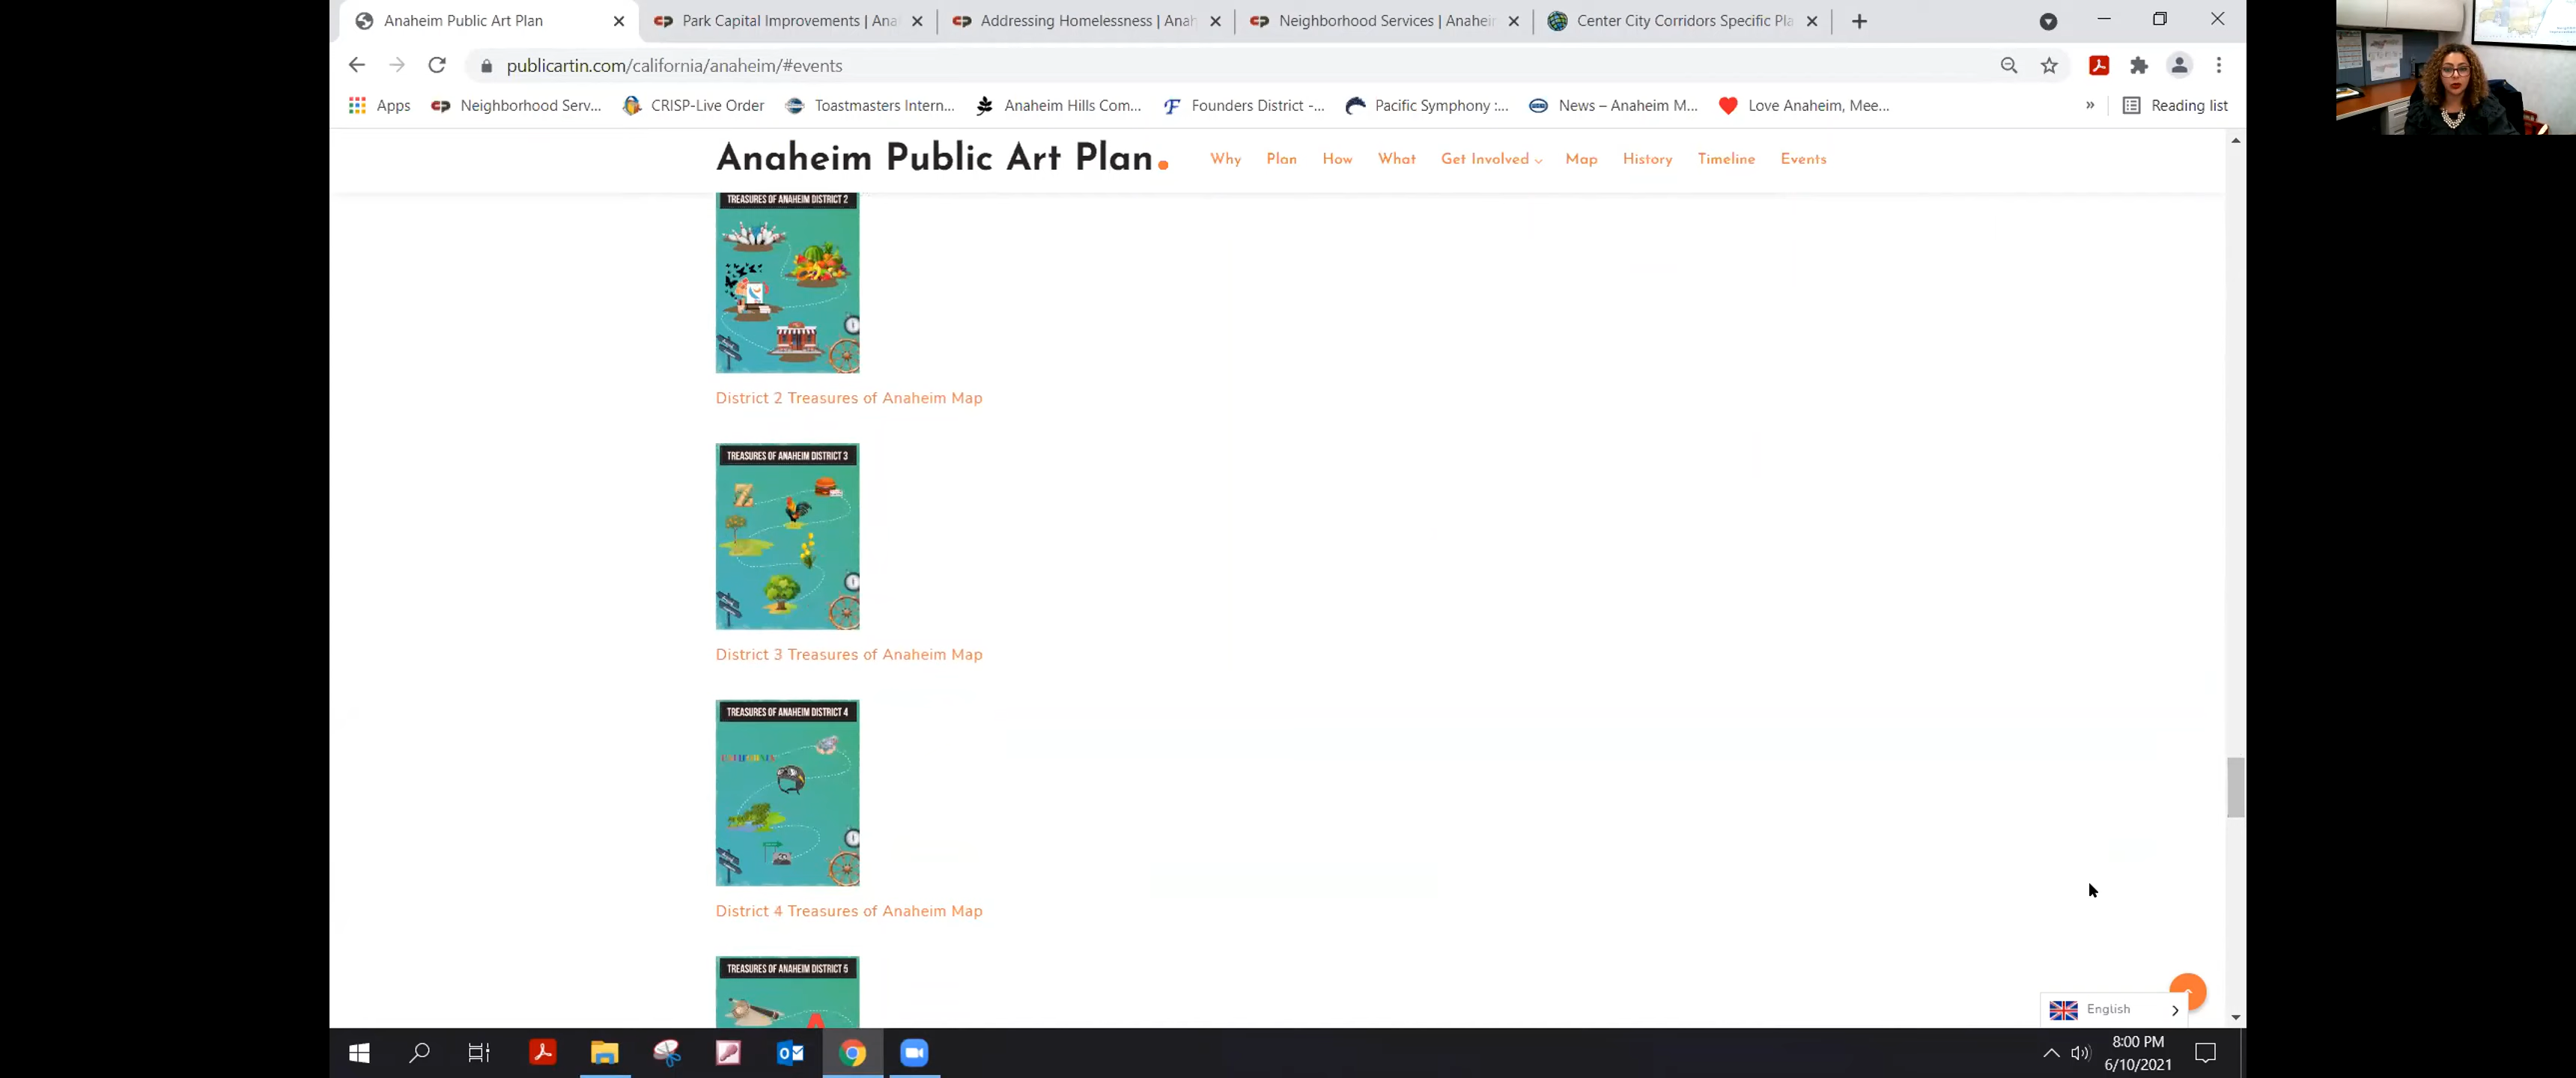 Anaheim Public Art Plan
Park Capital Improvements | Ana
Addressing Homelessness | Anah
Neighborhood Services | Anaheim
Center City Corridors Specific Pla
publicartin.com/california/anaheim/#events
Apps
Neighborhood Serv...
CRISP-Live Order
Toastmasters Intern...
Anaheim Hills Com...
Founders District -...
Pacific Symphony :...
News – Anaheim M...
Love Anaheim, Mee...
»
Reading list
Anaheim Public Art Plan.
Why
Plan
How
What
Get Involved
Map
History
Timeline
Events
TREASURES OF ANAHEIM DISTRICT 2
District 2 Treasures of Anaheim Map
TREASURES OF ANAHEIM DISTRICT 3
District 3 Treasures of Anaheim Map
TREASURES OF ANAHEIM DISTRICT 4
District 4 Treasures of Anaheim Map
TREASURES OF ANAHEIM DISTRICT 5
English
8:00 PM
6/10/2021